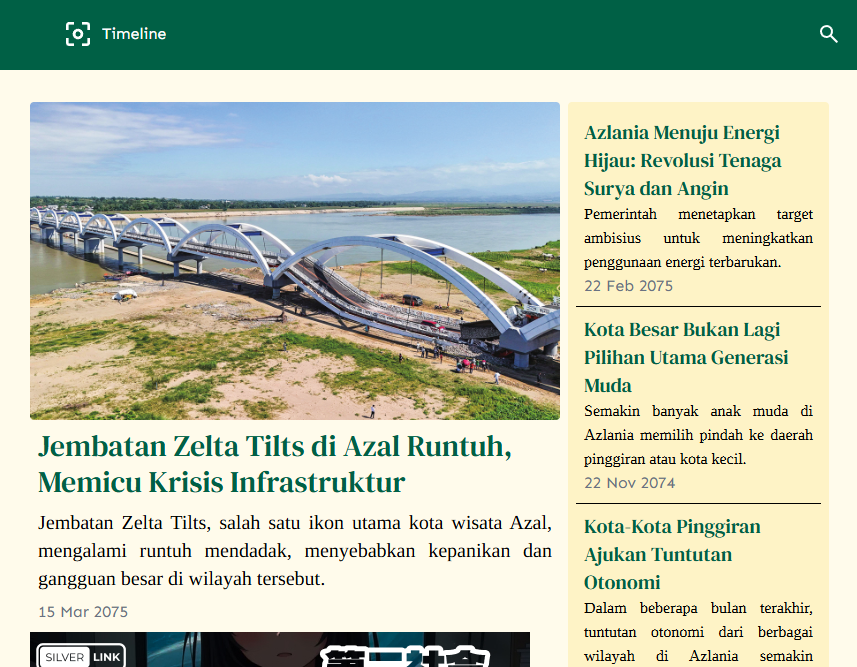 Timeline
Jembatan Zelta Tilts di Azal Runtuh,
Memicu Krisis Infrastruktur
Jembatan Zelta Tilts, salah satu ikon utama kota wisata Azal,
mengalami runtuh mendadak, menyebabkan kepanikan dan
gangguan besar di wilayah tersebut.
15 Mar 2075
SILVER LINK
Azlania Menuju Energi
Hijau: Revolusi Tenaga
Surya dan Angin
Pemerintah menetapkan target
ambisius untuk meningkatkan
penggunaan energi terbarukan.
22 Feb 2075
Kota Besar Bukan Lagi
Pilihan Utama Generasi
Muda
Semakin banyak anak muda di
Azlania memilih pindah ke daerah
pinggiran atau kota kecil.
22 Nov 2074
Kota-Kota Pinggiran
Ajukan Tuntutan
Otonomi
Dalam beberapa bulan terakhir,
tuntutan otonomi dari berbagai
wilayah di Azlania semakin